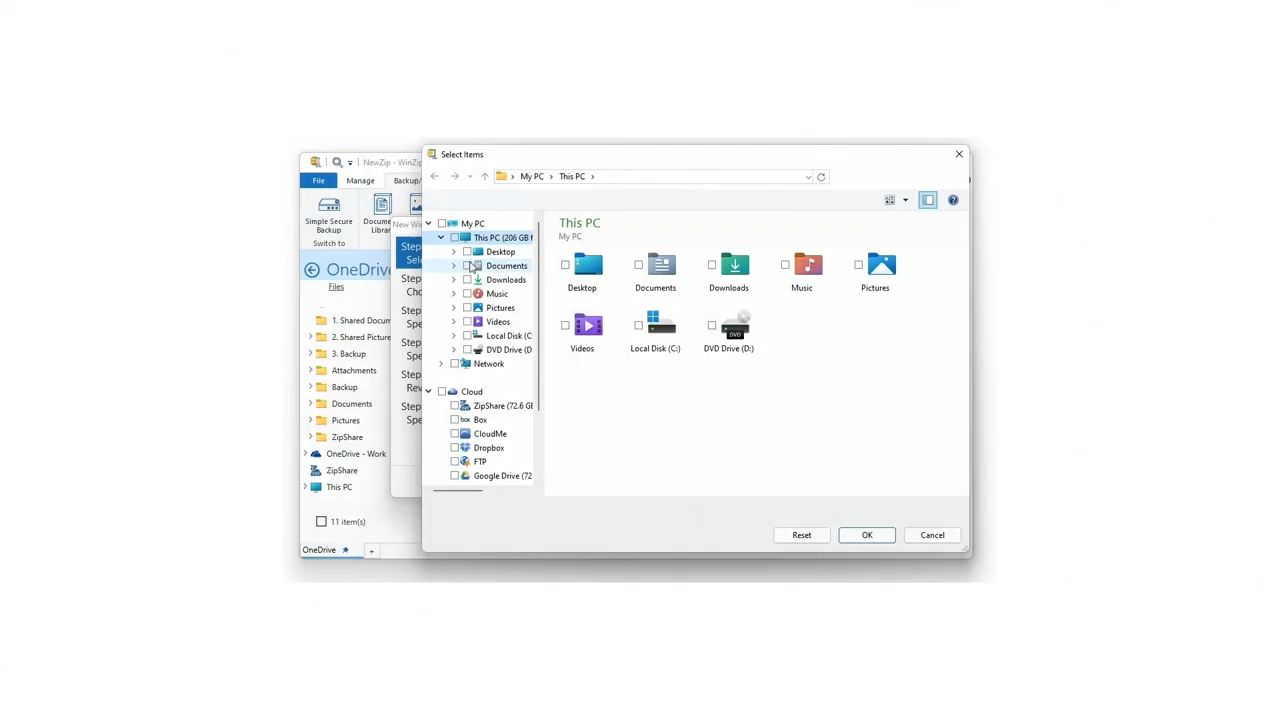 Select Items
NewZip - WinZip
My PC
This PC
File
Manage
Backup/
Simple Secure
Backup
Docume
Librar
Switch to
OneDrive
Files
1. Shared Docum
2. Shared Picture
3. Backup
Attachments
Backup
Documents
Pictures
ZipShare
OneDrive - Work
ZipShare
This PC
11 item(s)
OneDrive
+
New Win
Step
Sele
Step
Cho
Step
Spe
Step
Spe
Step
Rev
Step
Spe
My PC
This PC (206 GB f
Desktop
Documents
Downloads
Music
Pictures
Videos
Local Disk (C
DVD Drive (D:
Network
Cloud
ZipShare (72.6 GB
Box
CloudMe
Dropbox
FTP
Google Drive (72
This PC
My PC
Desktop
Documents
Downloads
Music
Pictures
Videos
Local Disk (C:)
DVD
DVD Drive (D:)
Reset
OK
Cancel